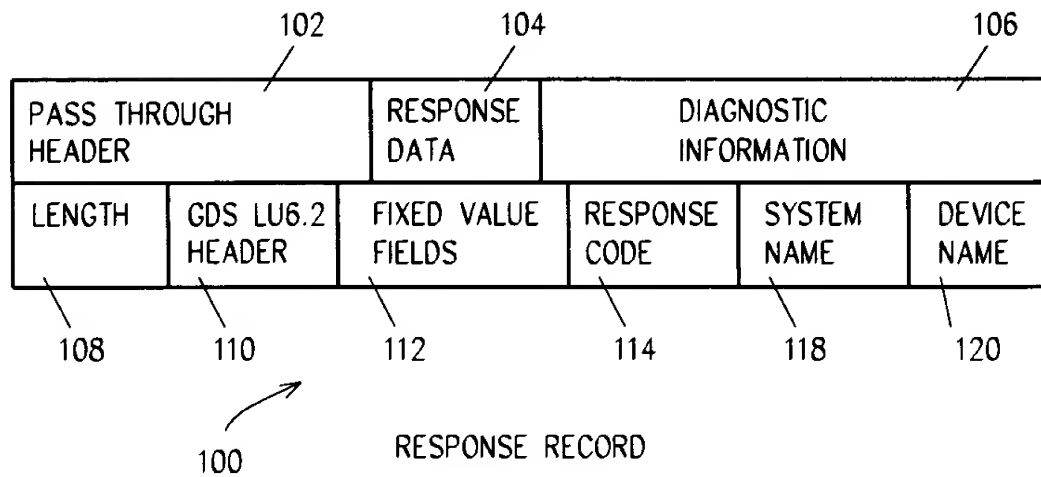 102 104 106
PASS THROUGH HEADER
RESPONSE DATA
DIAGNOSTIC INFORMATION
LENGTH
GDS LU6.2 HEADER
FIXED VALUE FIELDS
RESPONSE CODE
SYSTEM NAME
DEVICE NAME
108 110 112 114 118 120
100
RESPONSE RECORD